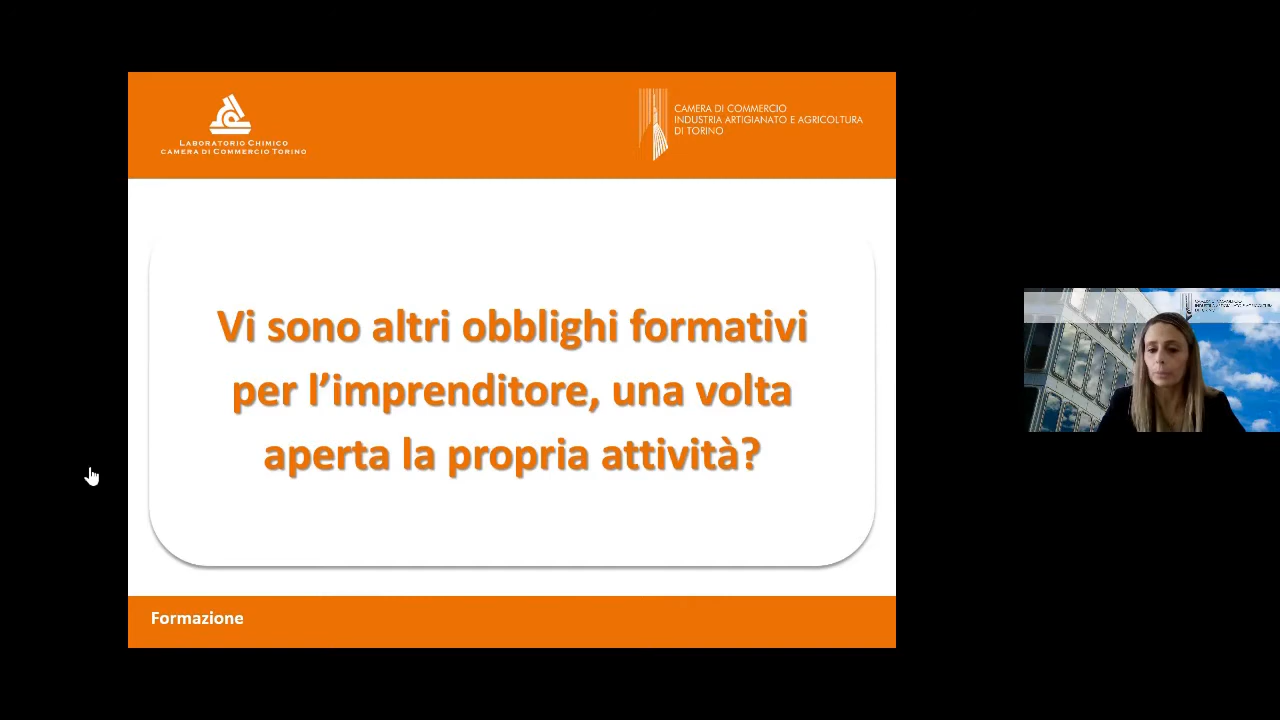 LABORATORIO CHIMICO
CAMERA DI COMMERCIO TORINO
CAMERA DI COMMERCIO
INDUSTRIA ARTIGIANATO E AGRICOLTURA
DI TORINO
Vi sono altri obblighi formativi
per l’imprenditore, una volta
aperta la propria attività?
Formazione